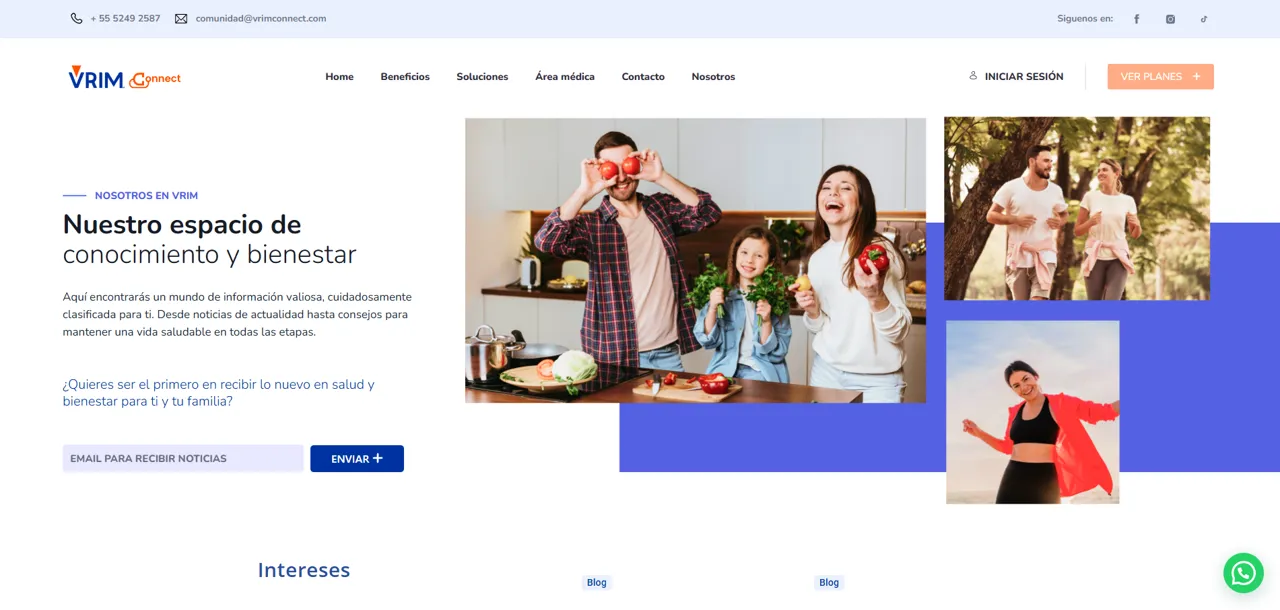 + 55 5249 2587
comunidad@vrimconnect.com
Siguenos en:
VRIM Connect
Home
Beneficios
Soluciones
Área médica
Contacto
Nosotros
INICIAR SESIÓN
VER PLANES +
NOSOTROS EN VRIM
Nuestro espacio de
conocimiento y bienestar
Aquí encontrarás un mundo de información valiosa, cuidadosamente
clasificada para ti. Desde noticias de actualidad hasta consejos para
mantener una vida saludable en todas las etapas.
¿Quieres ser el primero en recibir lo nuevo en salud y
bienestar para ti y tu familia?
EMAIL PARA RECIBIR NOTICIAS
ENVIAR +
Intereses
Blog
Blog